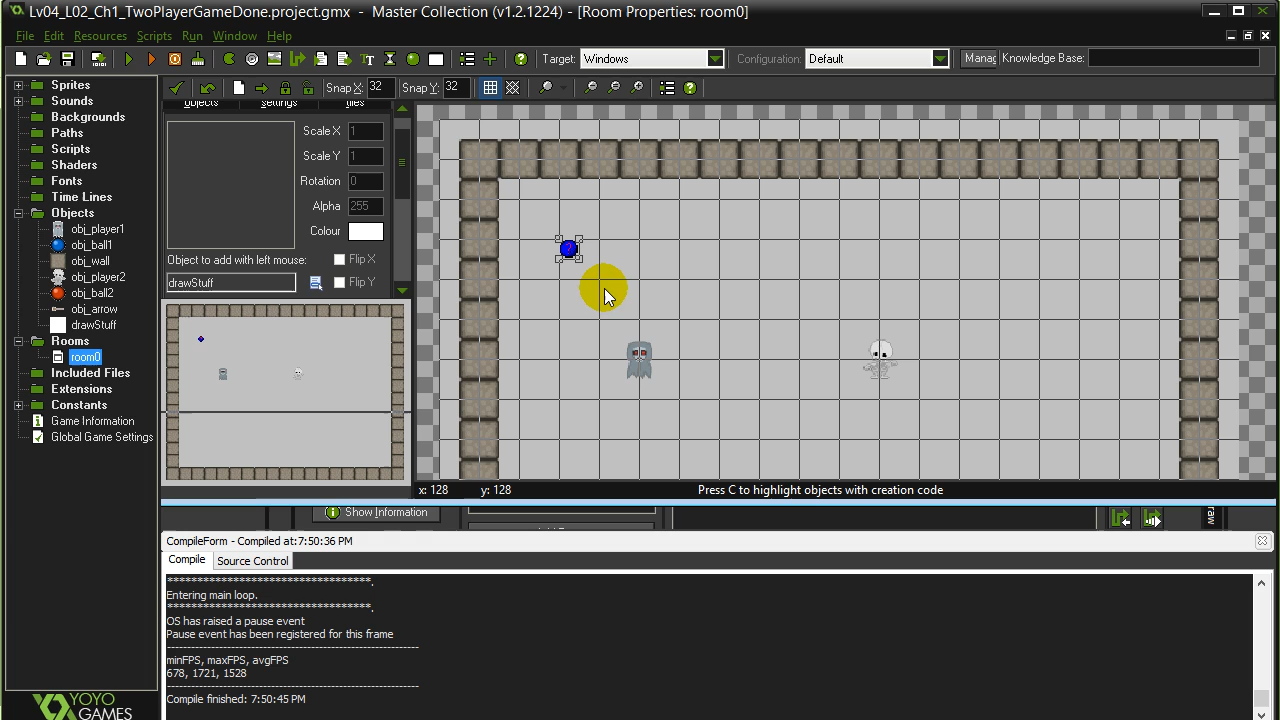 Lv04_L02_Ch1_TwoPlayerGameDone.project.gmx - Master Collection (v1.2.1224) - [Room Properties: room0]
File Edit Resources Scripts Run Window Help
Target: Windows Configuration: Default Manag Knowledge Base:
Snap X: 32 Snap Y: 32
Sprites
Sounds
Backgrounds
Paths
Scripts
Shaders
Fonts
Time Lines
Objects
obj_player1
obj_ball1
obj_wall
obj_player2
obj_ball2
obj_arrow
drawStuff
Rooms
room0
Included Files
Extensions
Constants
Game Information
Global Game Settings
YOYO
GAMES
Objects Settings Tiles
Scale X 1
Scale Y 1
Rotation 0
Alpha 255
Colour
Object to add with left mouse: Flip X
drawStuff Flip Y
?
x: 128 y: 128 Press C to highlight objects with creation code
Show Information
raw
CompileForm - Compiled at:7:50:36 PM
Compile Source Control
***********************************.
Entering main loop.
***********************************.
OS has raised a pause event
Pause event has been registered for this frame
---------------------------------------------------------------
minFPS, maxFPS, avgFPS
678, 1721, 1528
---------------------------------------------------------------
Compile finished: 7:50:45 PM